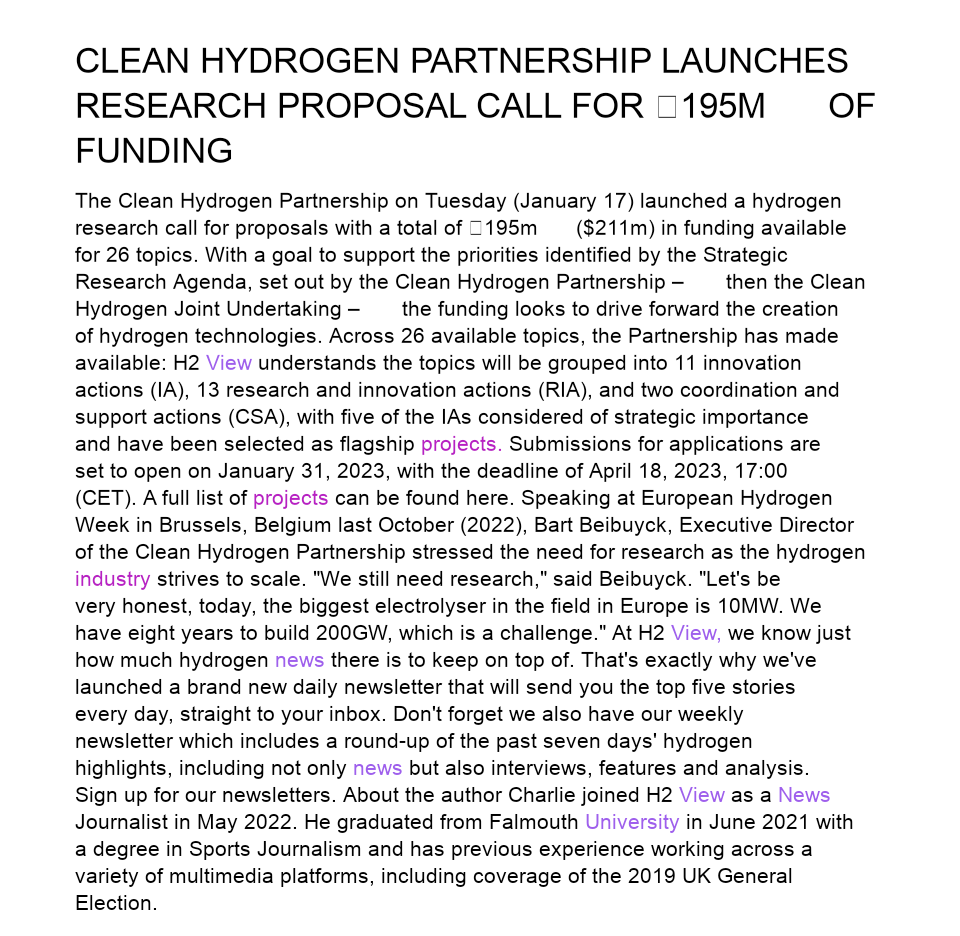 CLEAN HYDROGEN PARTNERSHIP LAUNCHES
RESEARCH PROPOSAL CALL FOR □195M OF
FUNDING
The Clean Hydrogen Partnership on Tuesday (January 17) launched a hydrogen
research call for proposals with a total of □195m ($211m) in funding available
for 26 topics. With a goal to support the priorities identified by the Strategic
Research Agenda, set out by the Clean Hydrogen Partnership – then the Clean
Hydrogen Joint Undertaking – the funding looks to drive forward the creation
of hydrogen technologies. Across 26 available topics, the Partnership has made
available: H2 View understands the topics will be grouped into 11 innovation
actions (IA), 13 research and innovation actions (RIA), and two coordination and
support actions (CSA), with five of the IAs considered of strategic importance
and have been selected as flagship projects. Submissions for applications are
set to open on January 31, 2023, with the deadline of April 18, 2023, 17:00
(CET). A full list of projects can be found here. Speaking at European Hydrogen
Week in Brussels, Belgium last October (2022), Bart Beibuyck, Executive Director
of the Clean Hydrogen Partnership stressed the need for research as the hydrogen
industry strives to scale. "We still need research," said Beibuyck. "Let's be
very honest, today, the biggest electrolyser in the field in Europe is 10MW. We
have eight years to build 200GW, which is a challenge." At H2 View, we know just
how much hydrogen news there is to keep on top of. That's exactly why we've
launched a brand new daily newsletter that will send you the top five stories
every day, straight to your inbox. Don't forget we also have our weekly
newsletter which includes a round-up of the past seven days' hydrogen
highlights, including not only news but also interviews, features and analysis.
Sign up for our newsletters. About the author Charlie joined H2 View as a News
Journalist in May 2022. He graduated from Falmouth University in June 2021 with
a degree in Sports Journalism and has previous experience working across a
variety of multimedia platforms, including coverage of the 2019 UK General
Election.